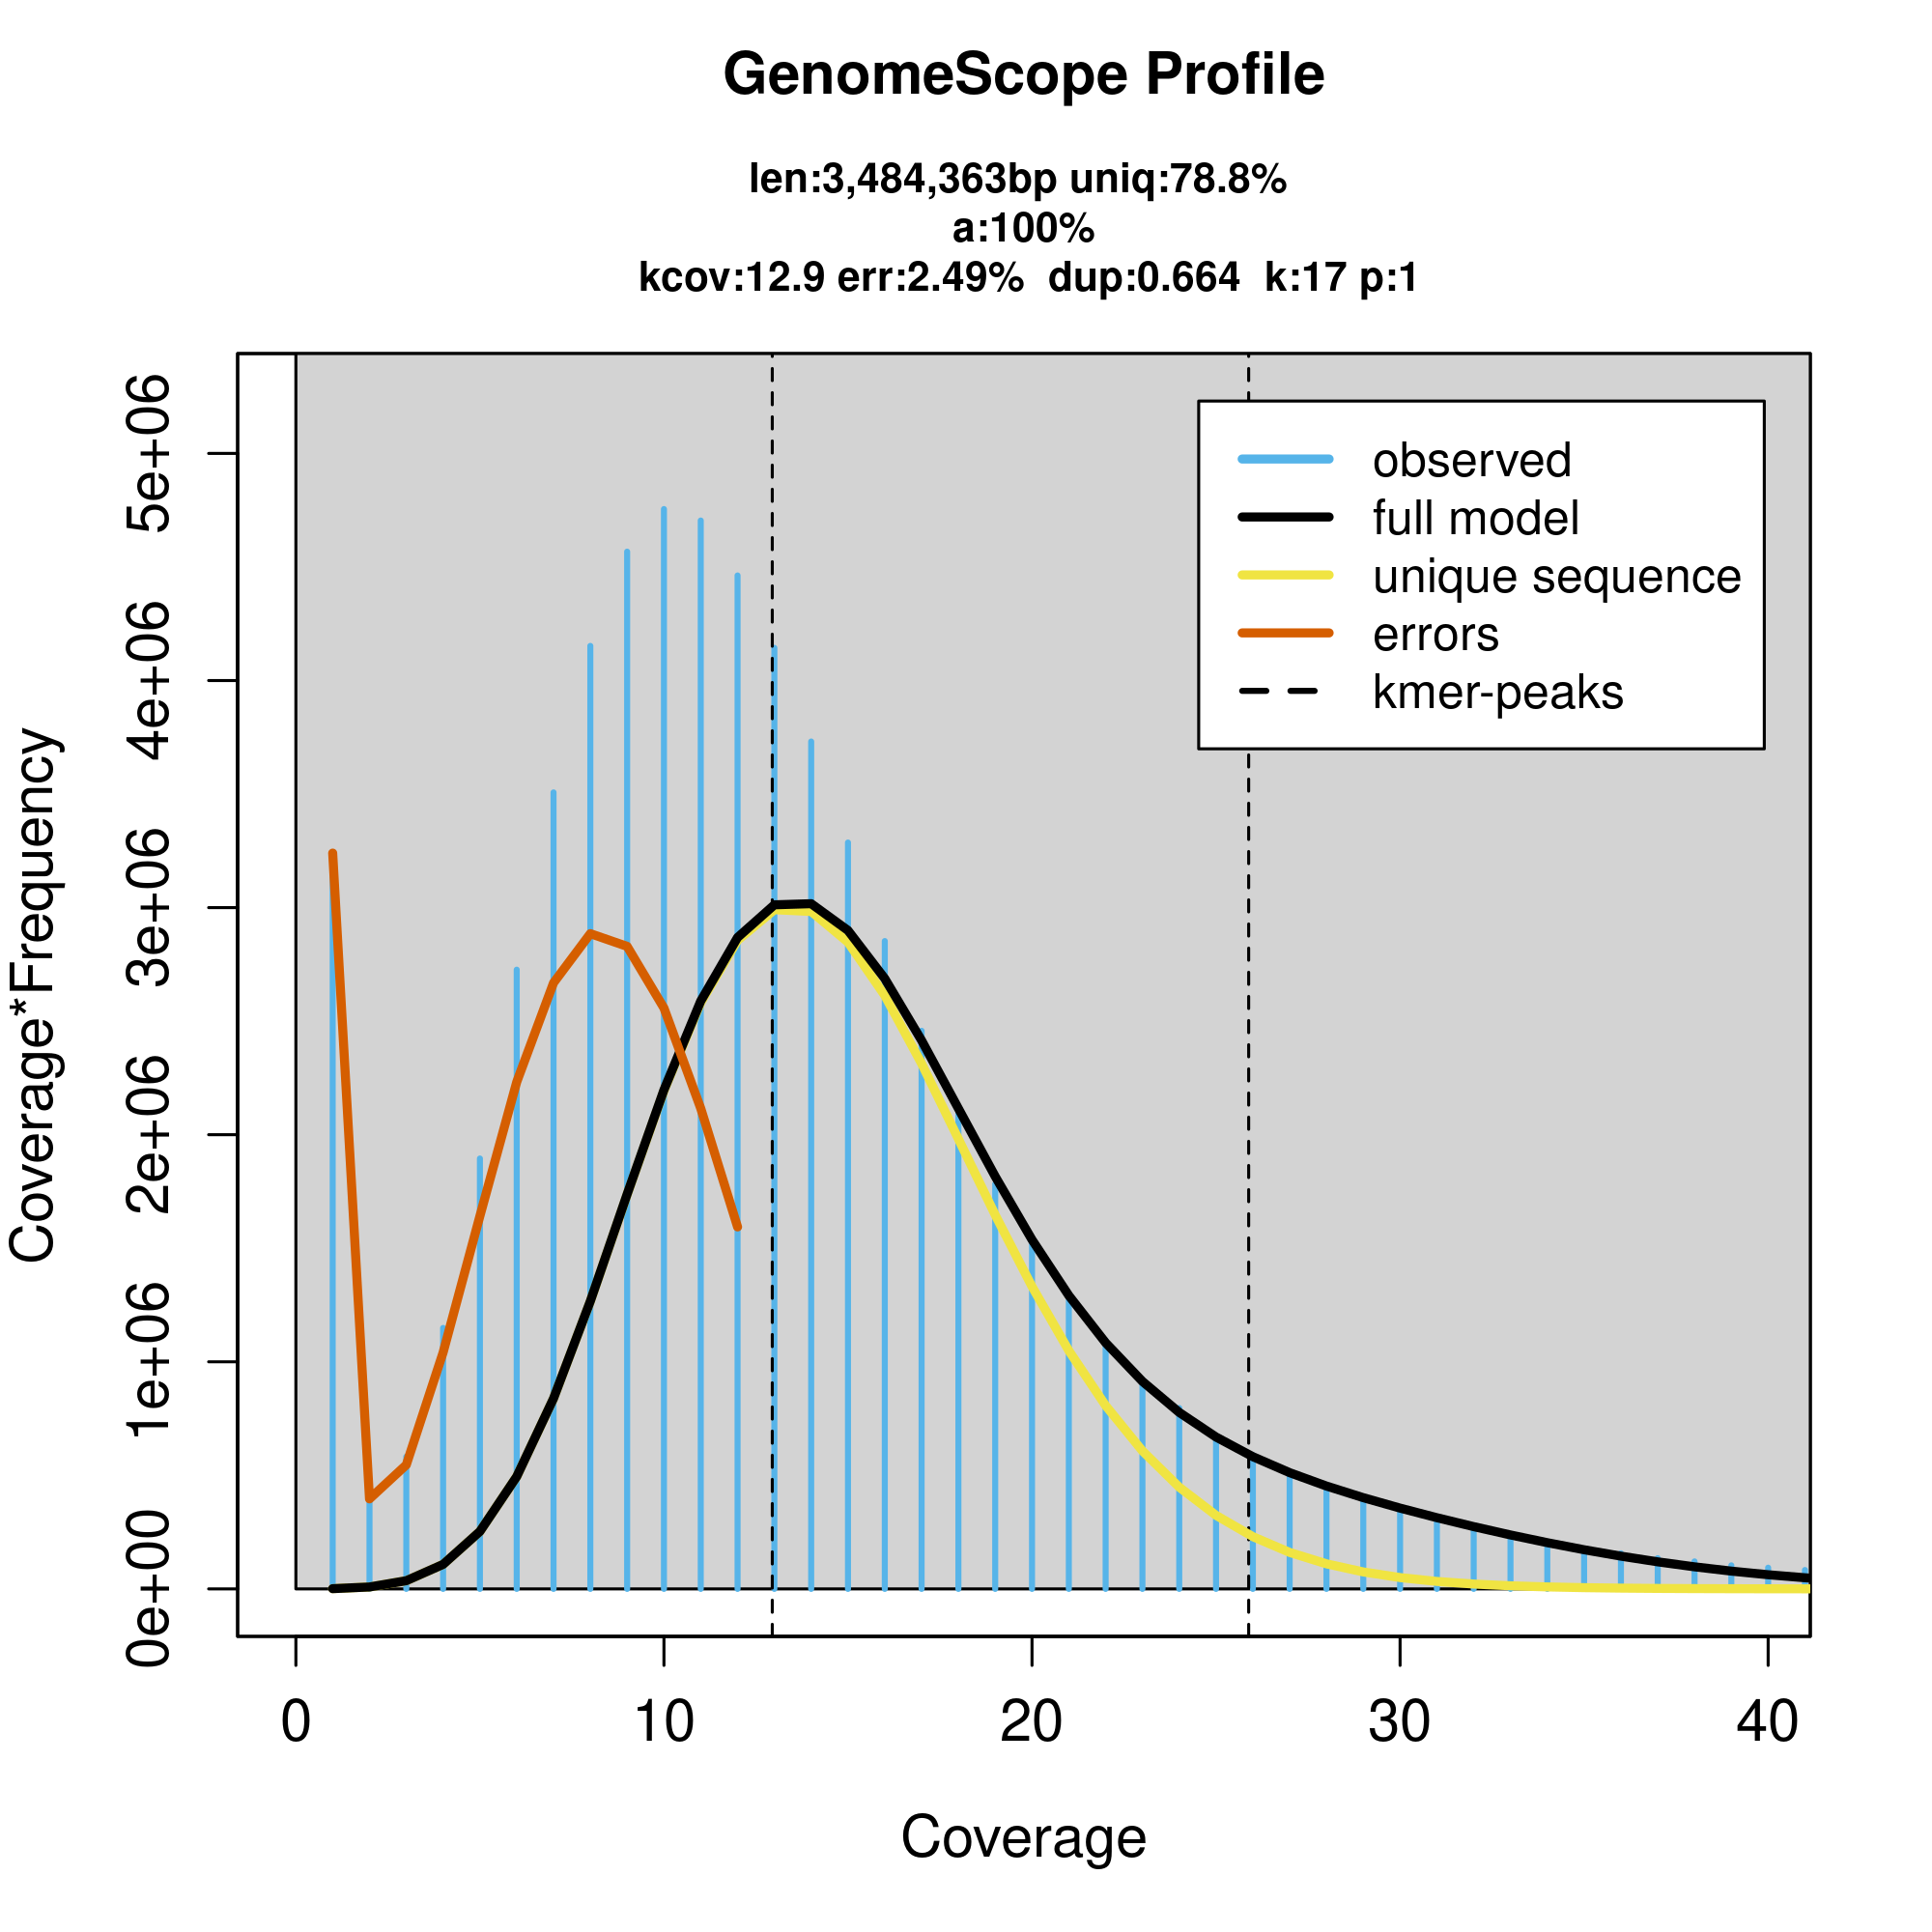 GenomeScope Profile
len:3,484,363bp uniq:78.8%
a:100%
kcov:12.9 err:2.49%  dup:0.664  k:17 p:1
observed
full model
unique sequence
errors
kmer-peaks
Coverage*Frequency
5e+06
4e+06
3e+06
2e+06
1e+06
0e+00
0 10 20 30 40
Coverage